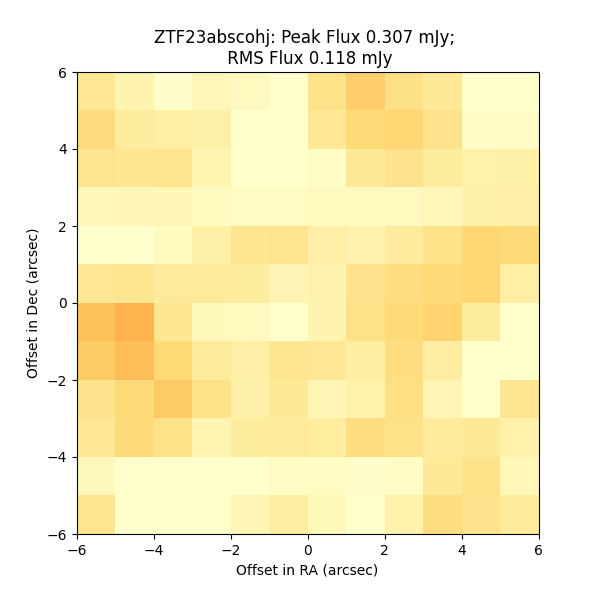 ZTF23abscohj: Peak Flux 0.307 mJy;
RMS Flux 0.118 mJy
6
4
2
0
−2
−4
−6
Offset in Dec (arcsec)
−6 −4 −2 0 2 4 6
Offset in RA (arcsec)